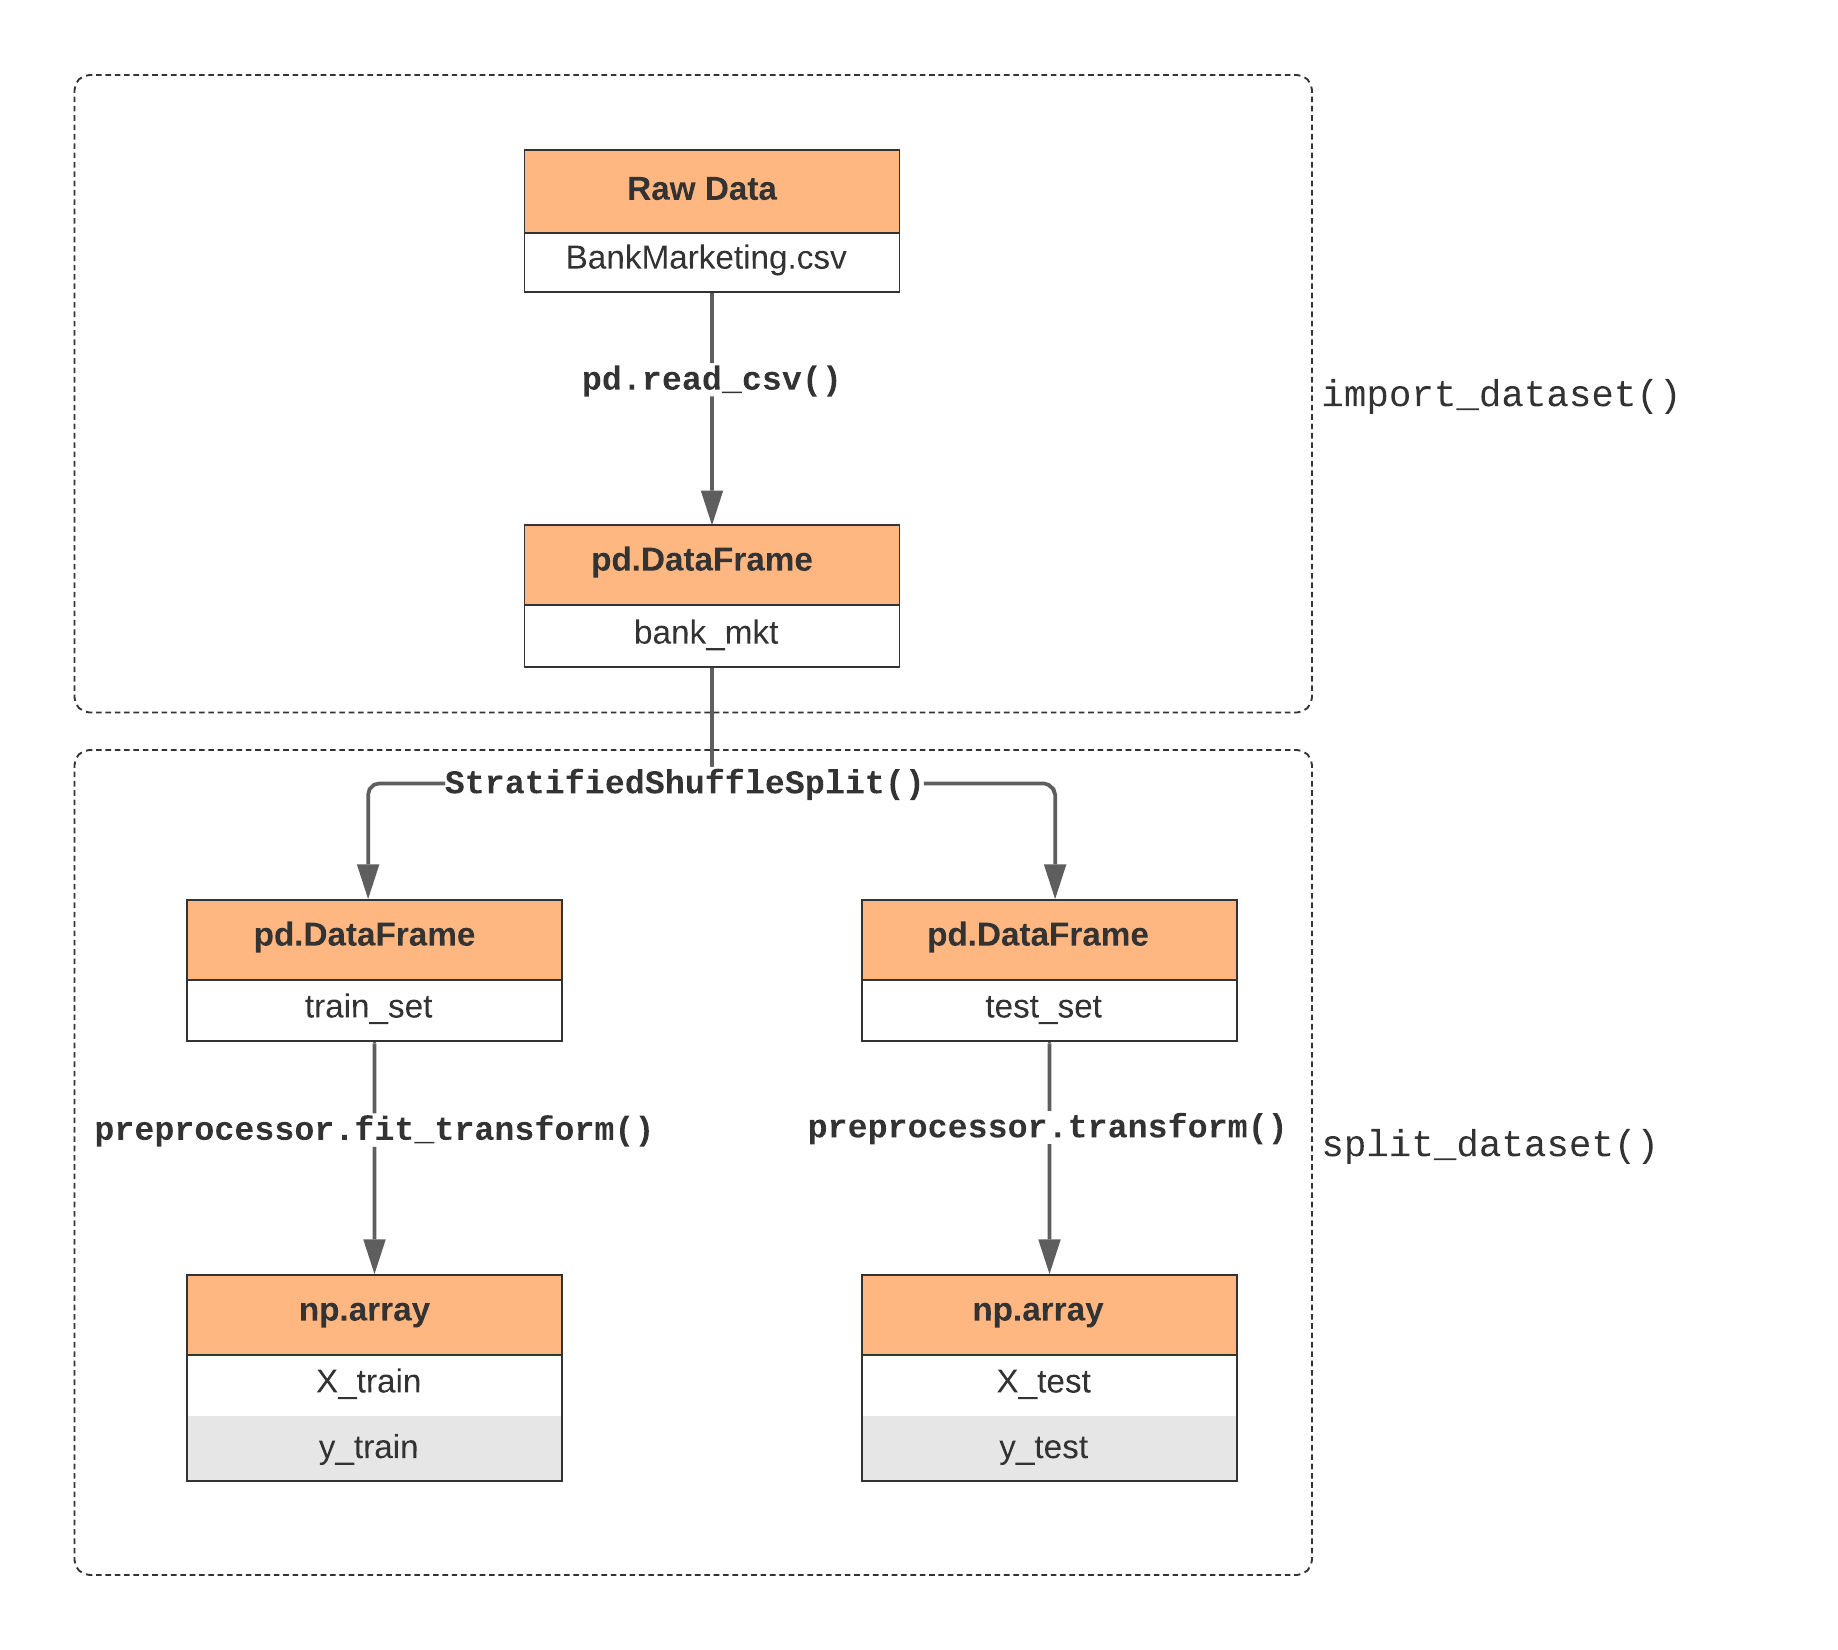 Raw Data
BankMarketing.csv
pd.read_csv()
import_dataset()
pd.DataFrame
bank_mkt
StratifiedShuffleSplit()
pd.DataFrame
train_set
pd.DataFrame
test_set
preprocessor.fit_transform()
preprocessor.transform()
split_dataset()
np.array
X_train
y_train
np.array
X_test
y_test